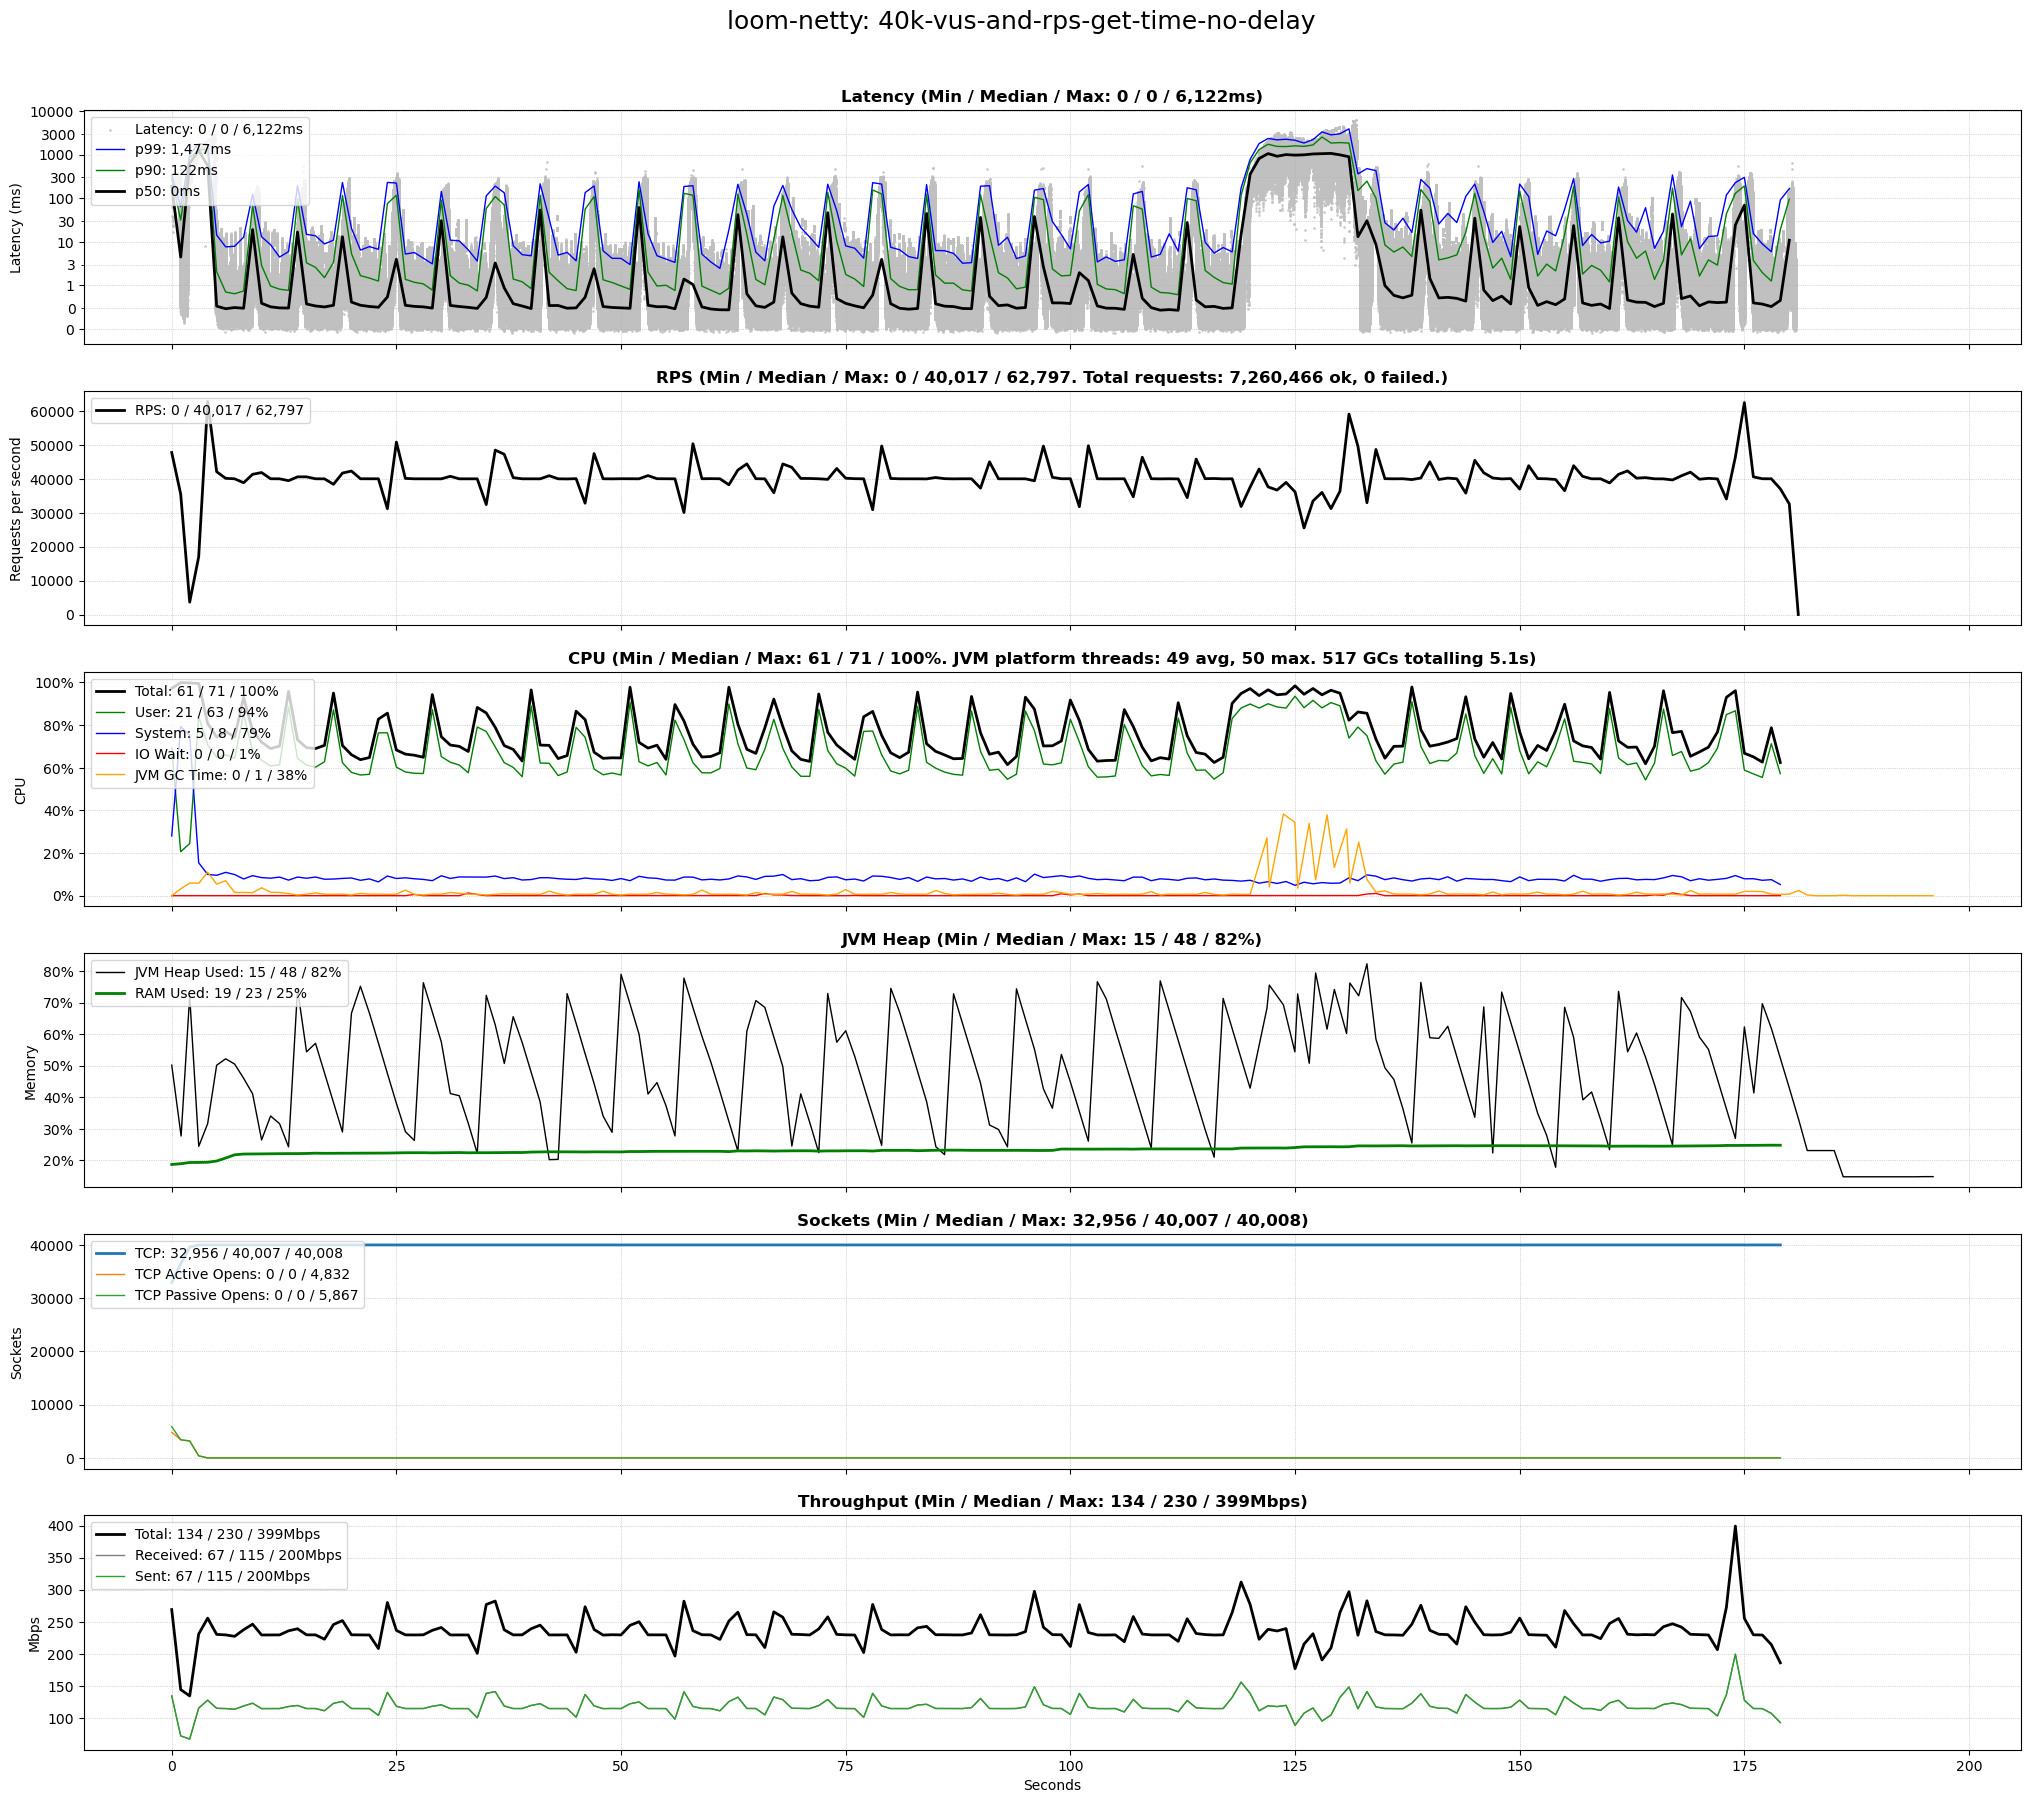 loom-netty: 40k-vus-and-rps-get-time-no-delay
Latency (Min / Median / Max: 0 / 0 / 6,122ms)
Latency (ms)
10000
3000
1000
300
100
30
10
3
1
0
0
Latency: 0 / 0 / 6,122ms
p99: 1,477ms
p90: 122ms
p50: 0ms
RPS (Min / Median / Max: 0 / 40,017 / 62,797. Total requests: 7,260,466 ok, 0 failed.)
Requests per second
60000
50000
40000
30000
20000
10000
0
RPS: 0 / 40,017 / 62,797
CPU (Min / Median / Max: 61 / 71 / 100%. JVM platform threads: 49 avg, 50 max. 517 GCs totalling 5.1s)
CPU
100%
80%
60%
40%
20%
0%
Total: 61 / 71 / 100%
User: 21 / 63 / 94%
System: 5 / 8 / 79%
IO Wait: 0 / 0 / 1%
JVM GC Time: 0 / 1 / 38%
JVM Heap (Min / Median / Max: 15 / 48 / 82%)
Memory
80%
70%
60%
50%
40%
30%
20%
JVM Heap Used: 15 / 48 / 82%
RAM Used: 19 / 23 / 25%
Sockets (Min / Median / Max: 32,956 / 40,007 / 40,008)
Sockets
40000
30000
20000
10000
0
TCP: 32,956 / 40,007 / 40,008
TCP Active Opens: 0 / 0 / 4,832
TCP Passive Opens: 0 / 0 / 5,867
Throughput (Min / Median / Max: 134 / 230 / 399Mbps)
Mbps
400
350
300
250
200
150
100
Total: 134 / 230 / 399Mbps
Received: 67 / 115 / 200Mbps
Sent: 67 / 115 / 200Mbps
0 25 50 75 100 125 150 175 200
Seconds